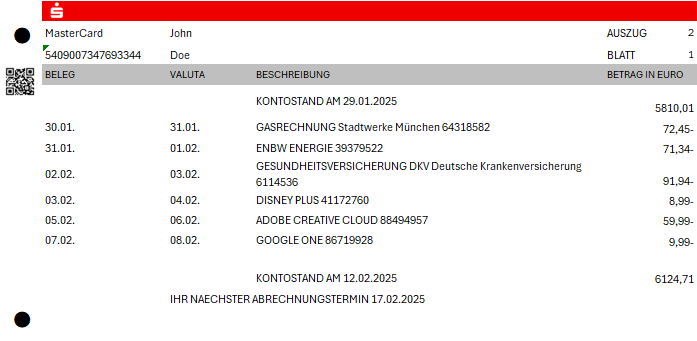 MasterCard John AUSZUG 2
5409007347693344 Doe BLATT 1
BELEG VALUTA BESCHREIBUNG BETRAG IN EURO
KONTOSTAND AM 29.01.2025 5810,01
30.01. 31.01. GASRECHNUNG Stadtwerke München 64318582 72,45-
31.01. 01.02. ENBW ENERGIE 39379522 71,34-
02.02. 03.02. GESUNDHEITSVERSICHERUNG DKV Deutsche Krankenversicherung
6114536 91,94-
03.02. 04.02. DISNEY PLUS 41172760 8,99-
05.02. 06.02. ADOBE CREATIVE CLOUD 88494957 59,99-
07.02. 08.02. GOOGLE ONE 86719928 9,99-
KONTOSTAND AM 12.02.2025 6124,71
IHR NAECHSTER ABRECHNUNGSTERMIN 17.02.2025